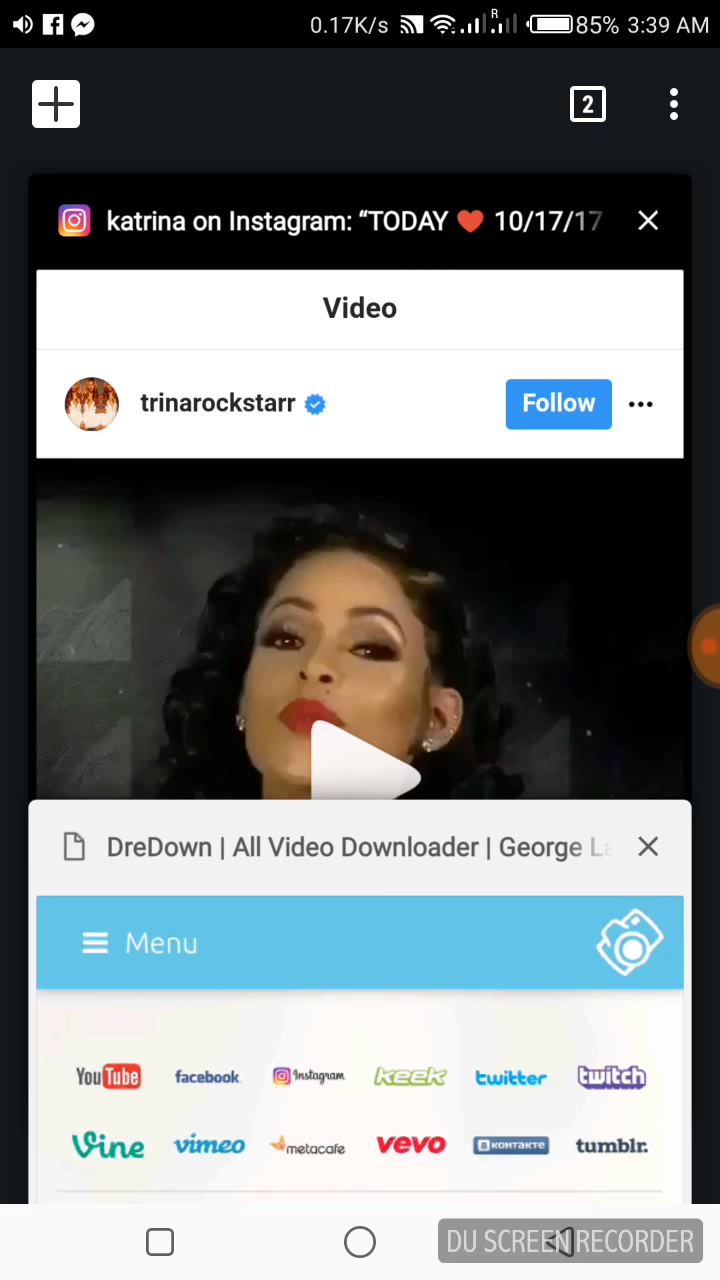 0.17K/s R 85% 3:39 AM
2
katrina on Instagram: “TODAY ❤️ 10/17/17
Video
trinarockstarr
Follow
DreDown | All Video Downloader | George La
Menu
YouTube facebook. Instagram keek twitter twitch
Vine vimeo metacafe vevo В КОНТАКТЕ tumblr.
DU SCREEN RECORDER